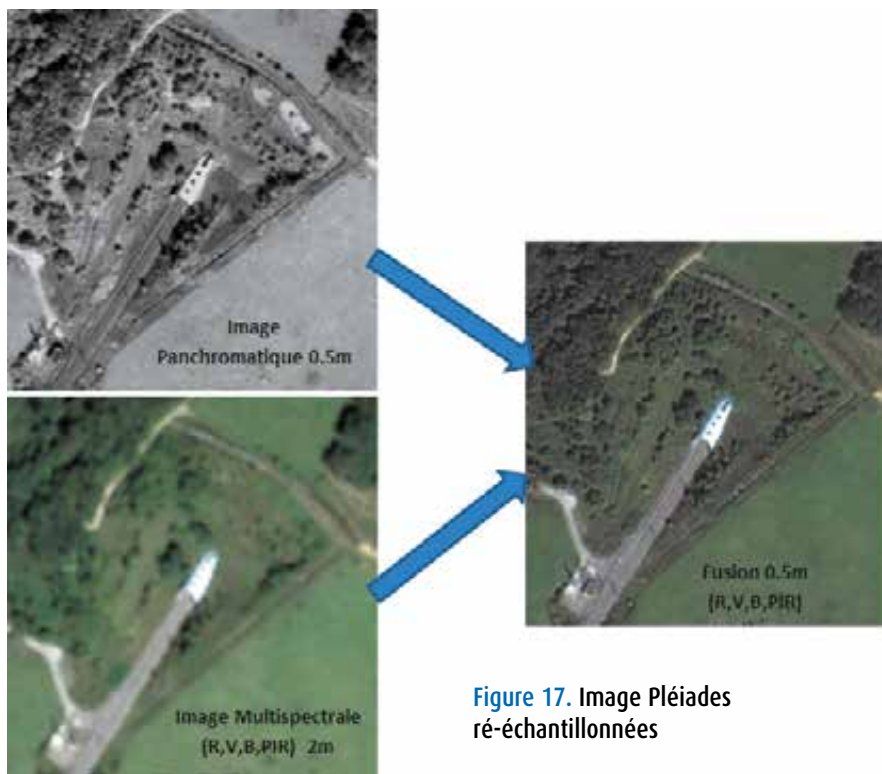 Image
Panchromatique 0.5m
Image Multispectrale
(R,V,B,PIR) 2m
Fusion 0.5m
(R,V,B,PIR)
Figure 17. Image Pléiades
ré-échantillonnées